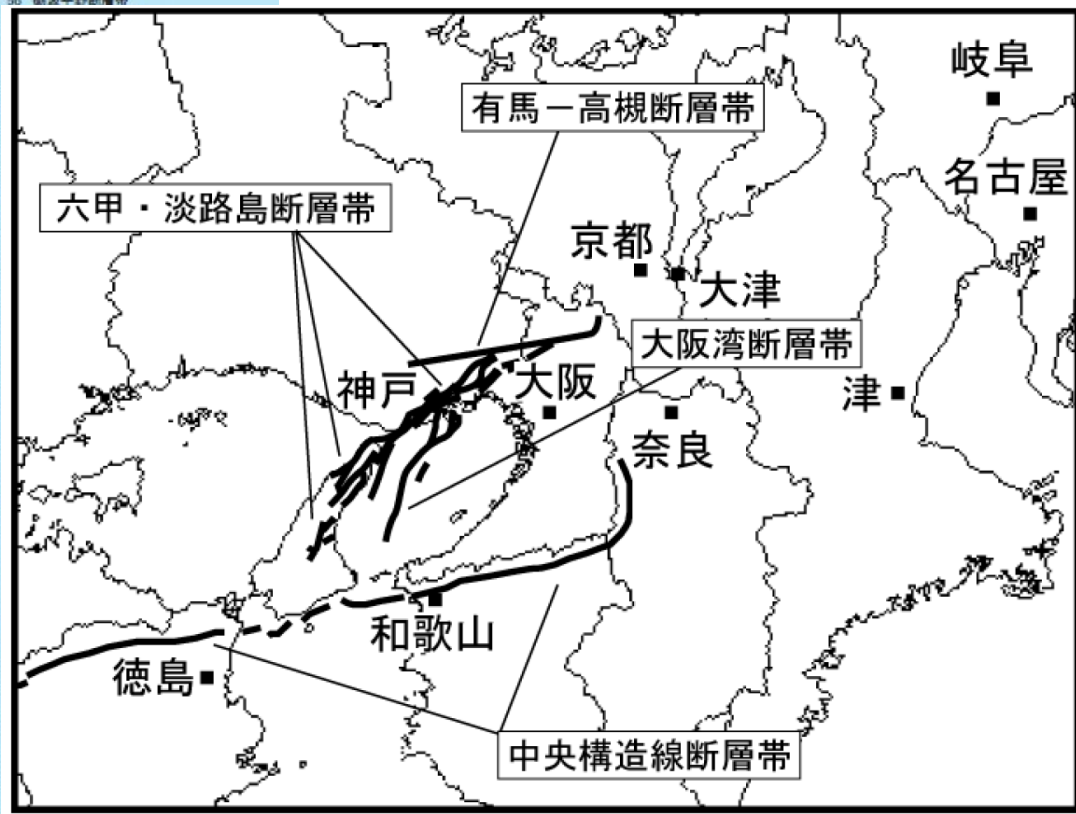 岐阜
有馬－高槻断層帯
名古屋
六甲・淡路島断層帯
京都
大津
大阪湾断層帯
神戸
大阪
津
奈良
和歌山
徳島
中央構造線断層帯